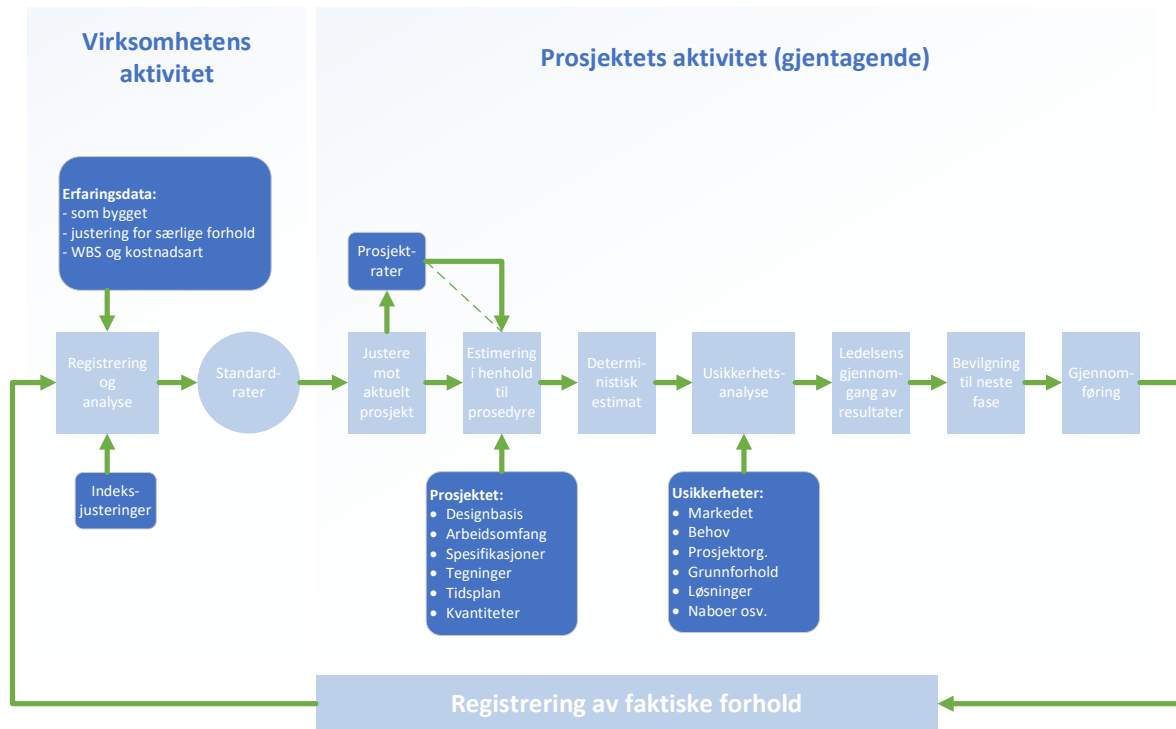 Virksomhetens
aktivitet
Prosjektets aktivitet (gjentagende)
Erfaringsdata:
- som bygget
- justering for særlige forhold
- WBS og kostnadsart
Prosjekt-
rater
Registrering
og
analyse
Standard-
rater
Justere
mot
aktuelt
prosjekt
Estimering
i henhold
til
prosedyre
Determi-
nistisk
estimat
Usikkerhets-
analyse
Ledelsens
gjennom-
gang av
resultater
Bevilgning
til neste
fase
Gjennom-
føring
Indeks-
justeringer
Prosjektet:
• Designbasis
• Arbeidsomfang
• Spesifikasjoner
• Tegninger
• Tidsplan
• Kvantiteter
Usikkerheter:
• Markedet
• Behov
• Prosjektorg.
• Grunnforhold
• Løsninger
• Naboer osv.
Registrering av faktiske forhold